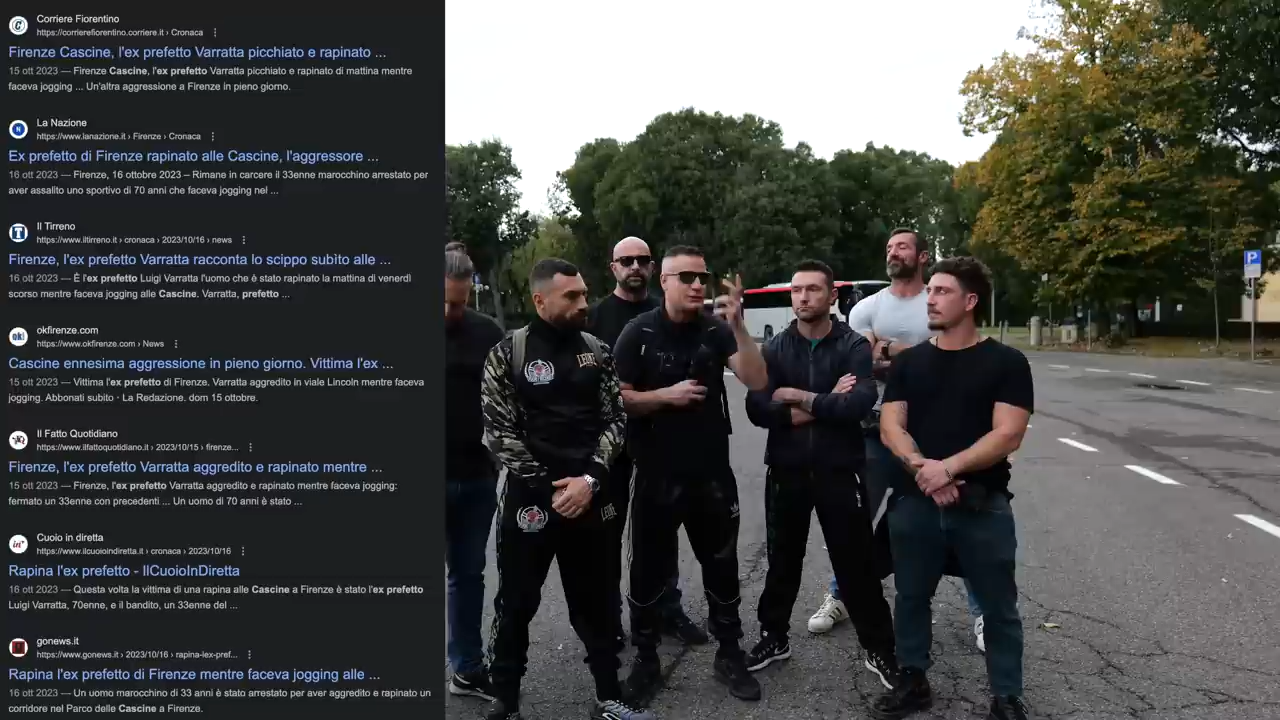 Corriere Fiorentino
https://corrierefiorentino.corriere.it › Cronaca
Firenze Cascine, l'ex prefetto Varratta picchiato e rapinato ...
15 ott 2023 — Firenze Cascine, l'ex prefetto Varratta picchiato e rapinato di mattina mentre
faceva jogging ... Un'altra aggressione a Firenze in pieno giorno.
La Nazione
https://www.lanazione.it › Firenze › Cronaca
Ex prefetto di Firenze rapinato alle Cascine, l'aggressore ...
16 ott 2023 — Firenze, 16 ottobre 2023 – Rimane in carcere il 33enne marocchino arrestato per
aver assalito uno sportivo di 70 anni che faceva jogging nel ...
Il Tirreno
https://www.iltirreno.it › cronaca › 2023/10/16 › news
Firenze, l'ex prefetto Varratta racconta lo scippo subìto alle ...
16 ott 2023 — È l'ex prefetto Luigi Varratta l'uomo che è stato rapinato la mattina di venerdì
scorso mentre faceva jogging alle Cascine. Varratta, prefetto ...
ok!
okfirenze.com
https://www.okfirenze.com › News
Cascine ennesima aggressione in pieno giorno. Vittima l'ex ...
15 ott 2023 — Vittima l'ex prefetto di Firenze. Varratta aggredito in viale Lincoln mentre faceva
jogging. Abbonati subito · La Redazione. dom 15 ottobre.
Il Fatto Quotidiano
https://www.ilfattoquotidiano.it › 2023/10/15 › firenze...
Firenze, l'ex prefetto Varratta aggredito e rapinato mentre ...
15 ott 2023 — Firenze, l'ex prefetto Varratta aggredito e rapinato mentre faceva jogging:
fermato un 33enne con precedenti ... Un uomo di 70 anni è stato ...
Cuoio in diretta
https://www.ilcuoioindiretta.it › cronaca › 2023/10/16
Rapina l'ex prefetto - IlCuoioInDiretta
16 ott 2023 — Questa volta la vittima di una rapina alle Cascine a Firenze è stato l'ex prefetto
Luigi Varratta, 70enne, e il bandito, un 33enne del ...
gonews.it
https://www.gonews.it › 2023/10/16 › rapina-lex-pref...
Rapina l'ex prefetto di Firenze mentre faceva jogging alle ...
16 ott 2023 — Un uomo marocchino di 33 anni è stato arrestato per aver aggredito e rapinato un
corridore nel Parco delle Cascine a Firenze.
LEONE
LEONE
P